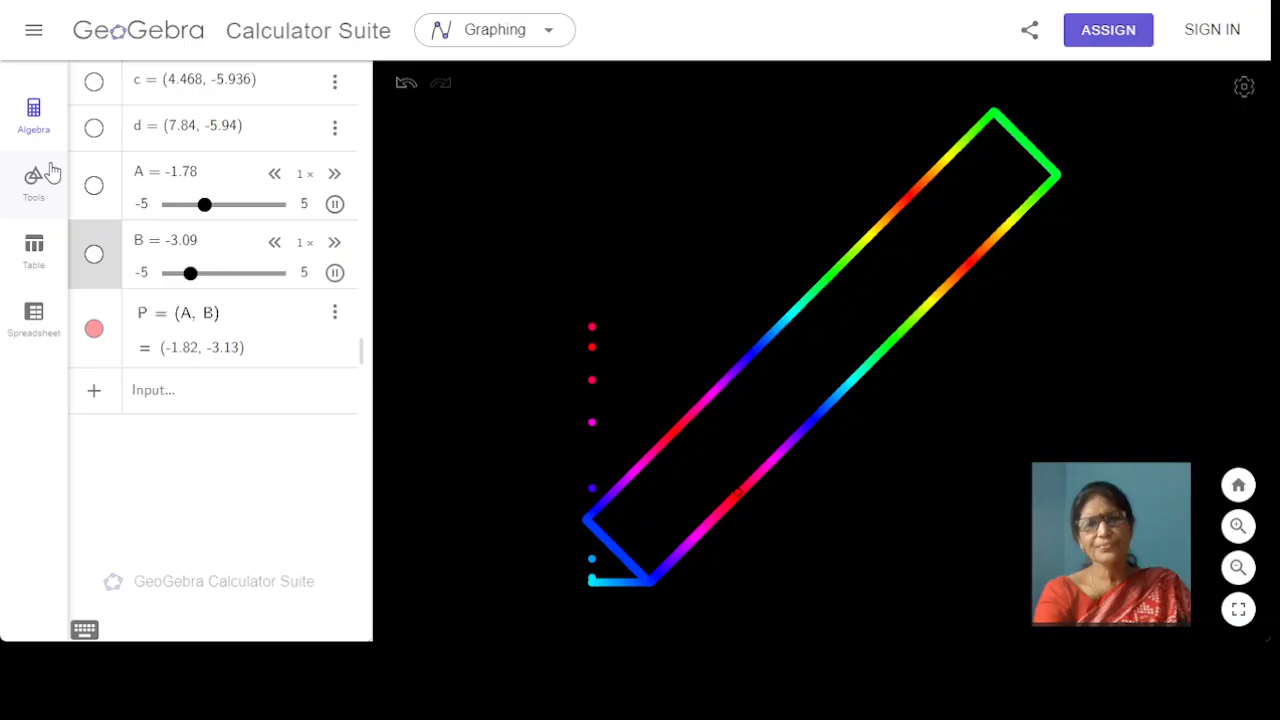 GeoGebra Calculator Suite Graphing ASSIGN SIGN IN
Algebra
Tools
Table
Spreadsheet
c = (4.468, -5.936)
d = (7.84, -5.94)
A = -1.78 1 ×
-5 5
B = -3.09 1 ×
-5 5
P = (A, B)
= (-1.82, -3.13)
+ Input...
GeoGebra Calculator Suite